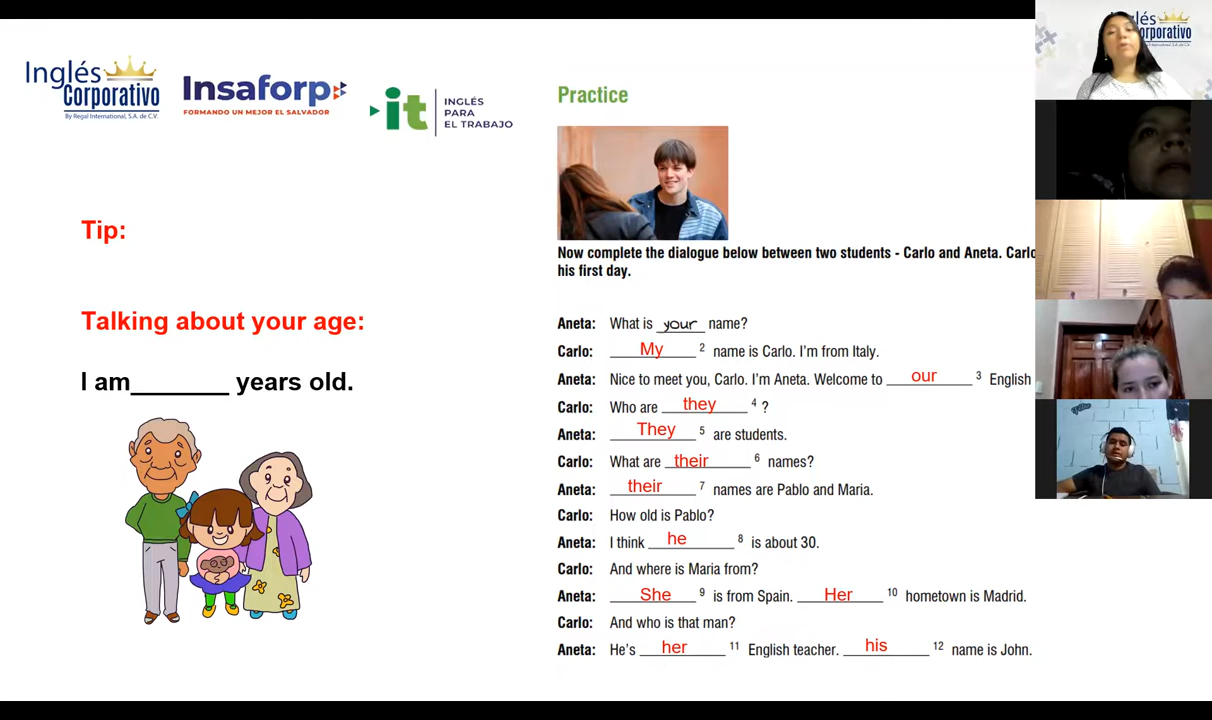 Inglés
Corporativo
By Regal International, S.A. de C.V.
Insaforp
FORMANDO UN MEJOR EL SALVADOR
it
INGLÉS
PARA
EL TRABAJO
Tip:
Talking about your age:
I am_______ years old.
Practice
Now complete the dialogue below between two students - Carlo and Aneta. Carlo
his first day.
Aneta: What is your name?
Carlo: My 2 name is Carlo. I'm from Italy.
Aneta: Nice to meet you, Carlo. I'm Aneta. Welcome to our 3 English
Carlo: Who are they 4 ?
Aneta: They 5 are students.
Carlo: What are their 6 names?
Aneta: their 7 names are Pablo and Maria.
Carlo: How old is Pablo?
Aneta: I think he 8 is about 30.
Carlo: And where is Maria from?
Aneta: She 9 is from Spain. Her 10 hometown is Madrid.
Carlo: And who is that man?
Aneta: He's her 11 English teacher. his 12 name is John.